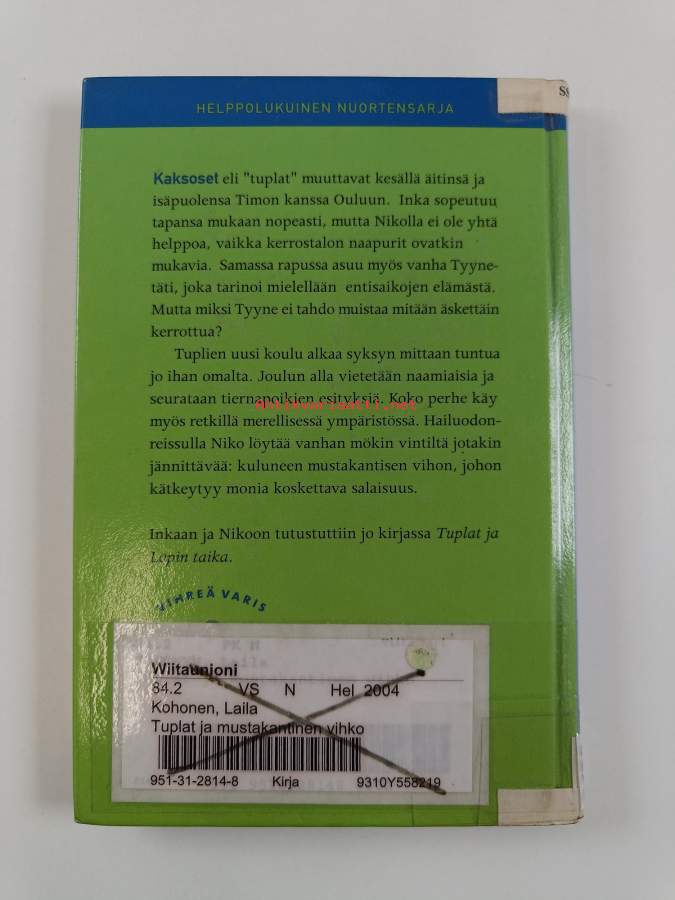 SA
HELPPOLUKUINEN NUORTENSARJA
Kaksoset eli "tuplat" muuttavat kesällä äitinsä ja
isäpuolensa Timon kanssa Ouluun. Inka sopeutuu
tapansa mukaan nopeasti, mutta Nikolla ei ole yhtä
helppoa, vaikka kerrostalon naapurit ovatkin
mukavia. Samassa rapussa asuu myös vanha Tyyne-
täti, joka tarinoi mielellään entisaikojen elämästä.
Mutta miksi Tyyne ei tahdo muistaa mitään äskettäin
kerrottua?
Tuplien uusi koulu alkaa syksyn mittaan tuntua
jo ihan omalta. Joulun alla vietetään naamiaisia ja
seurataan tiernapoikien esityksiä. Koko perhe käy
antikvariaatti.net
myös retkillä merellisessä ympäristössä. Hailuodon-
reissulla Niko löytää vanhan mökin vintiltä jotakin
jännittävää: kuluneen mustakantisen vihon, johon
kätkeytyy monia koskettava salaisuus.
Inkaan ja Nikoon tutustuttiin jo kirjassa Tuplat ja
Lapin taika.
VIHREÄ VARIS
Wiitaunioni
84.2 VS N Hel 2004
Kohonen, Laila
Tuplat ja mustakantinen vihko
951-31-2814-8 Kirja 9310Y558219